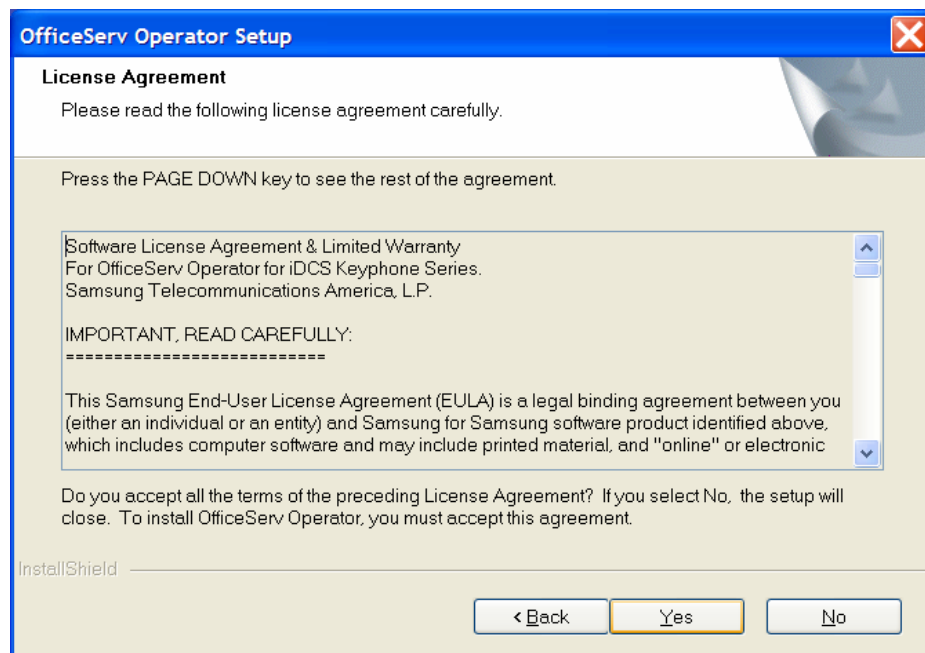 OfficeServ Operator Setup
License Agreement
Please read the following license agreement carefully.
Press the PAGE DOWN key to see the rest of the agreement.
Software License Agreement & Limited Warranty
For OfficeServ Operator for iDCS Keyphone Series.
Samsung Telecommunications America, L.P.
IMPORTANT, READ CAREFULLY:
===========================
This Samsung End-User License Agreement (EULA) is a legal binding agreement between you
(either an individual or an entity) and Samsung for Samsung software product identified above,
which includes computer software and may include printed material, and "online" or electronic
Do you accept all the terms of the preceding License Agreement? If you select No, the setup will
close. To install OfficeServ Operator, you must accept this agreement.
InstallShield
< Back Yes No